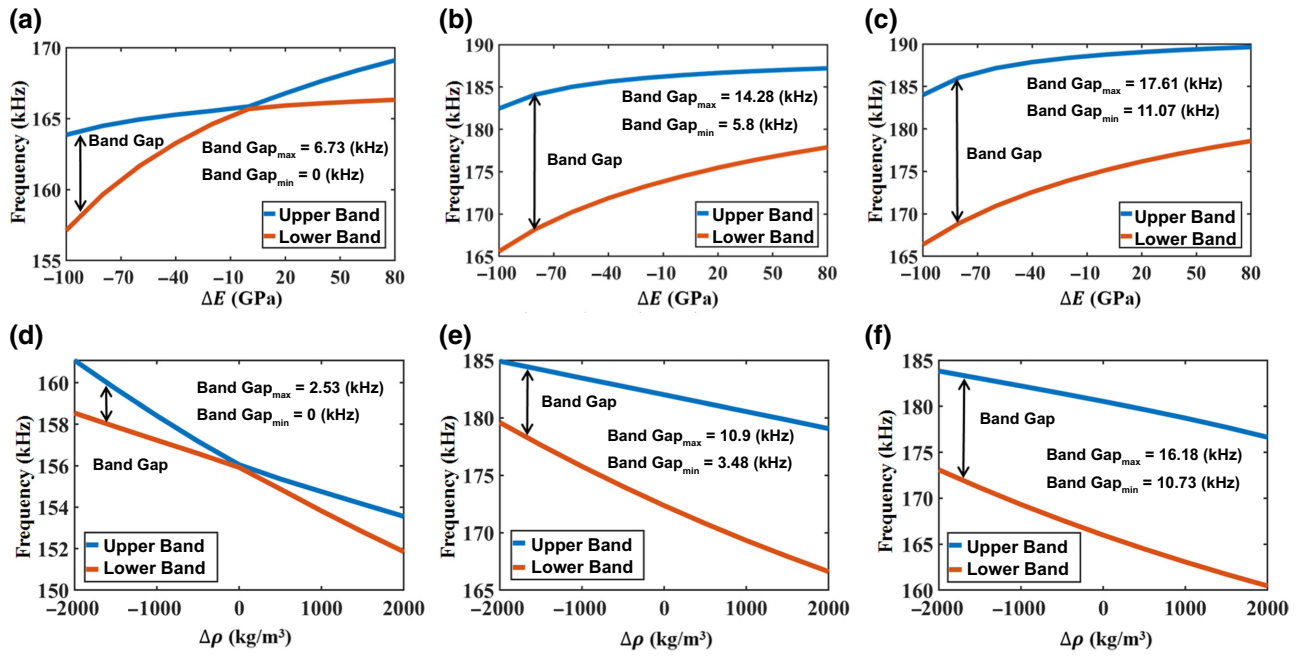 (a)
170
165
160
155
Frequency (kHz)
Band Gap
Band Gapmax = 6.73 (kHz)
Band Gapmin = 0 (kHz)
Upper Band
Lower Band
−100 −70 −40 −10 20 50 80
ΔE (GPa)
(b)
190
185
180
175
170
165
Frequency (kHz)
Band Gapmax = 14.28 (kHz)
Band Gapmin = 5.8 (kHz)
Band Gap
Upper Band
Lower Band
−100 −70 −40 −10 20 50 80
ΔE (GPa)
(c)
190
185
180
175
170
165
Frequency (kHz)
Band Gapmax = 17.61 (kHz)
Band Gapmin = 11.07 (kHz)
Band Gap
Upper Band
Lower Band
−100 −70 −40 −10 20 50 80
ΔE (GPa)
(d)
160
158
156
154
152
150
Frequency (kHz)
Band Gapmax = 2.53 (kHz)
Band Gapmin = 0 (kHz)
Band Gap
Upper Band
Lower Band
−2000 −1000 0 1000 2000
Δρ (kg/m³)
(e)
185
180
175
170
165
Frequency (kHz)
Band Gap
Band Gapmax = 10.9 (kHz)
Band Gapmin = 3.48 (kHz)
Upper Band
Lower Band
−2000 −1000 0 1000 2000
Δρ (kg/m³)
(f)
185
180
175
170
165
160
Frequency (kHz)
Band Gap
Band Gapmax = 16.18 (kHz)
Band Gapmin = 10.73 (kHz)
Upper Band
Lower Band
−2000 −1000 0 1000 2000
Δρ (kg/m³)